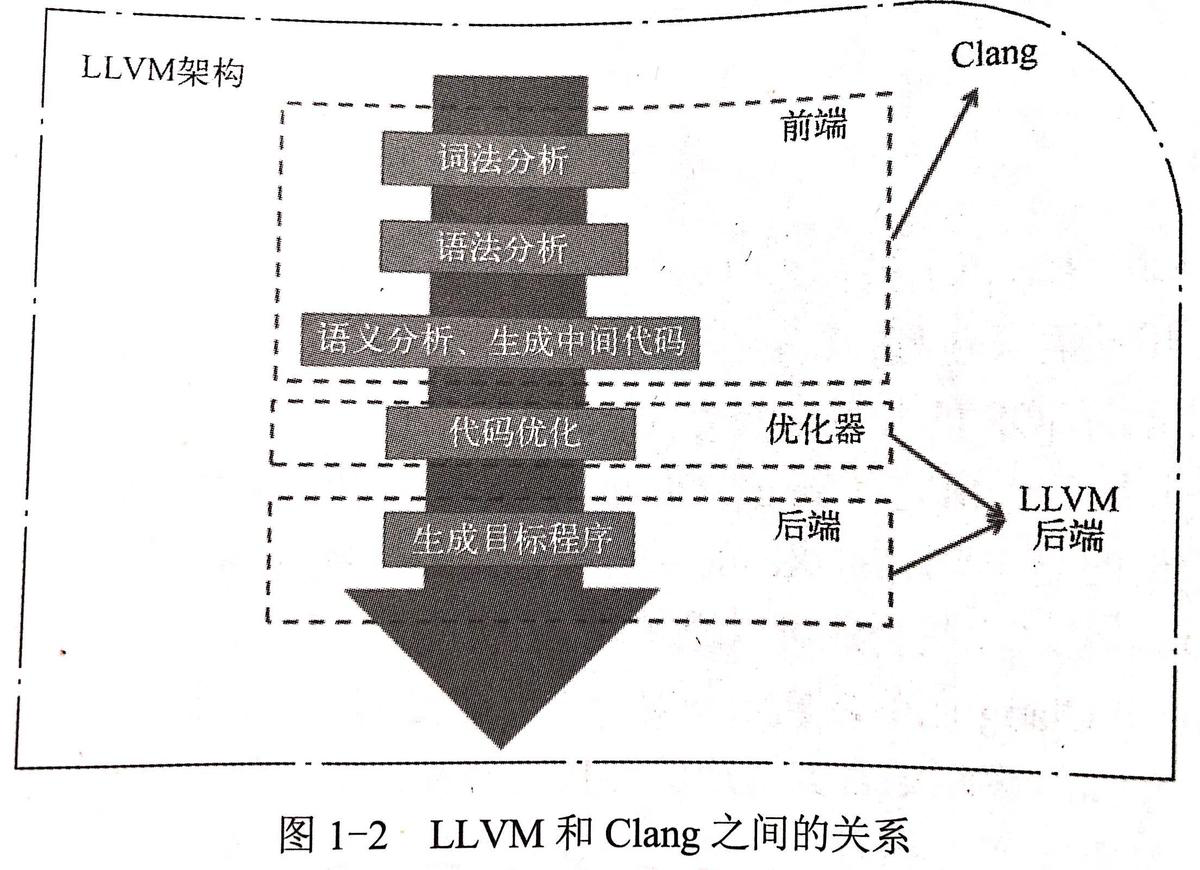 LLVM架构
Clang
前端
词法分析
语法分析
语义分析、生成中间代码
代码优化
优化器
LLVM
后端
后端
生成目标程序
图 1-2 LLVM 和 Clang 之间的关系